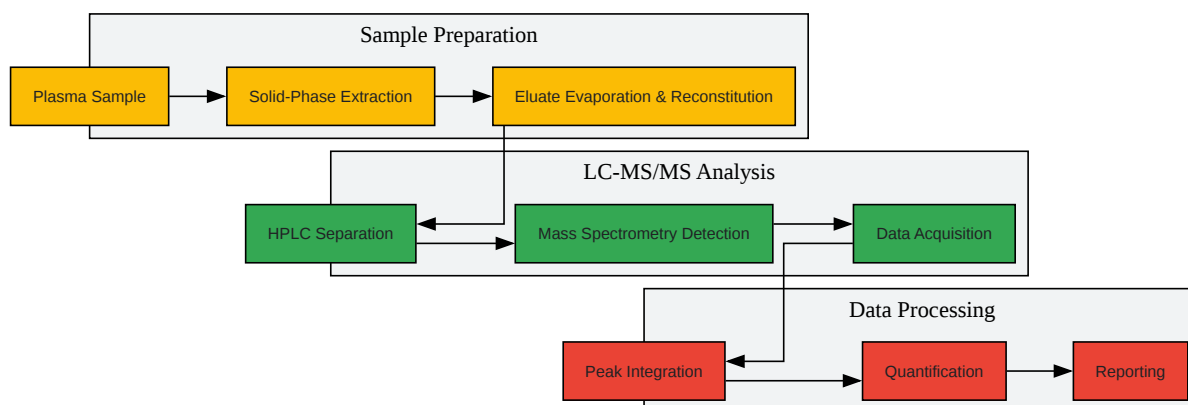 Sample Preparation
Plasma Sample
Solid-Phase Extraction
Eluate Evaporation & Reconstitution
LC-MS/MS Analysis
HPLC Separation
Mass Spectrometry Detection
Data Acquisition
Data Processing
Peak Integration
Quantification
Reporting